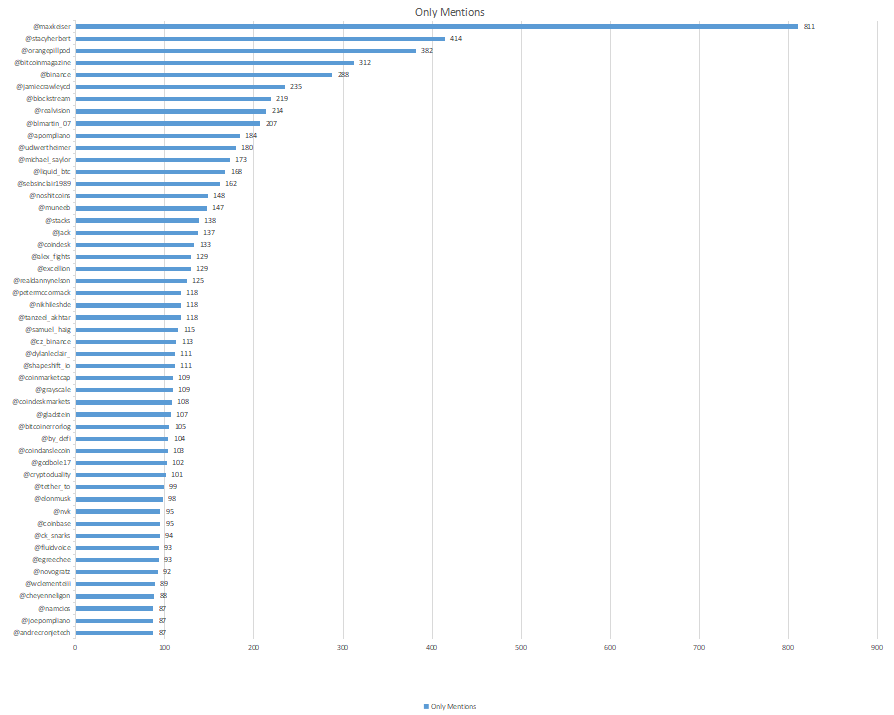 Only Mentions
@maxkeiser 811
@stacyherbert 414
@orangepillpod 382
@bitcoinmagazine 312
@binance 288
@jamiecrawleycd 235
@blockstream 219
@realvision 214
@blmartin_07 207
@apompliano 184
@udiwertheimer 180
@michael_saylor 173
@liquid_btc 168
@sebsinclair1989 162
@noshitcoins 148
@muneeb 147
@stacks 138
@jack 137
@coindesk 133
@alex_fights 129
@excellion 129
@realdannynelson 125
@petermccormack 118
@nikhileshde 118
@tanzeel_akhtar 118
@samuel_haig 115
@cz_binance 113
@dylanleclair_ 111
@shapeshift_io 111
@coinmarketcap 109
@grayscale 109
@coindeskmarkets 108
@gladstein 107
@bitcoinerrorlog 105
@by_defi 104
@coindanslecoin 103
@godbole17 102
@cryptoduality 101
@tether_to 99
@elonmusk 98
@nvk 95
@coinbase 95
@ck_snarks 94
@fluidvoice 93
@egreechee 93
@novogratz 92
@wclementeiii 89
@cheyenneligon 88
@namcios 87
@joepompliano 87
@andrecronjetech 87
0 100 200 300 400 500 600 700 800 900
Only Mentions